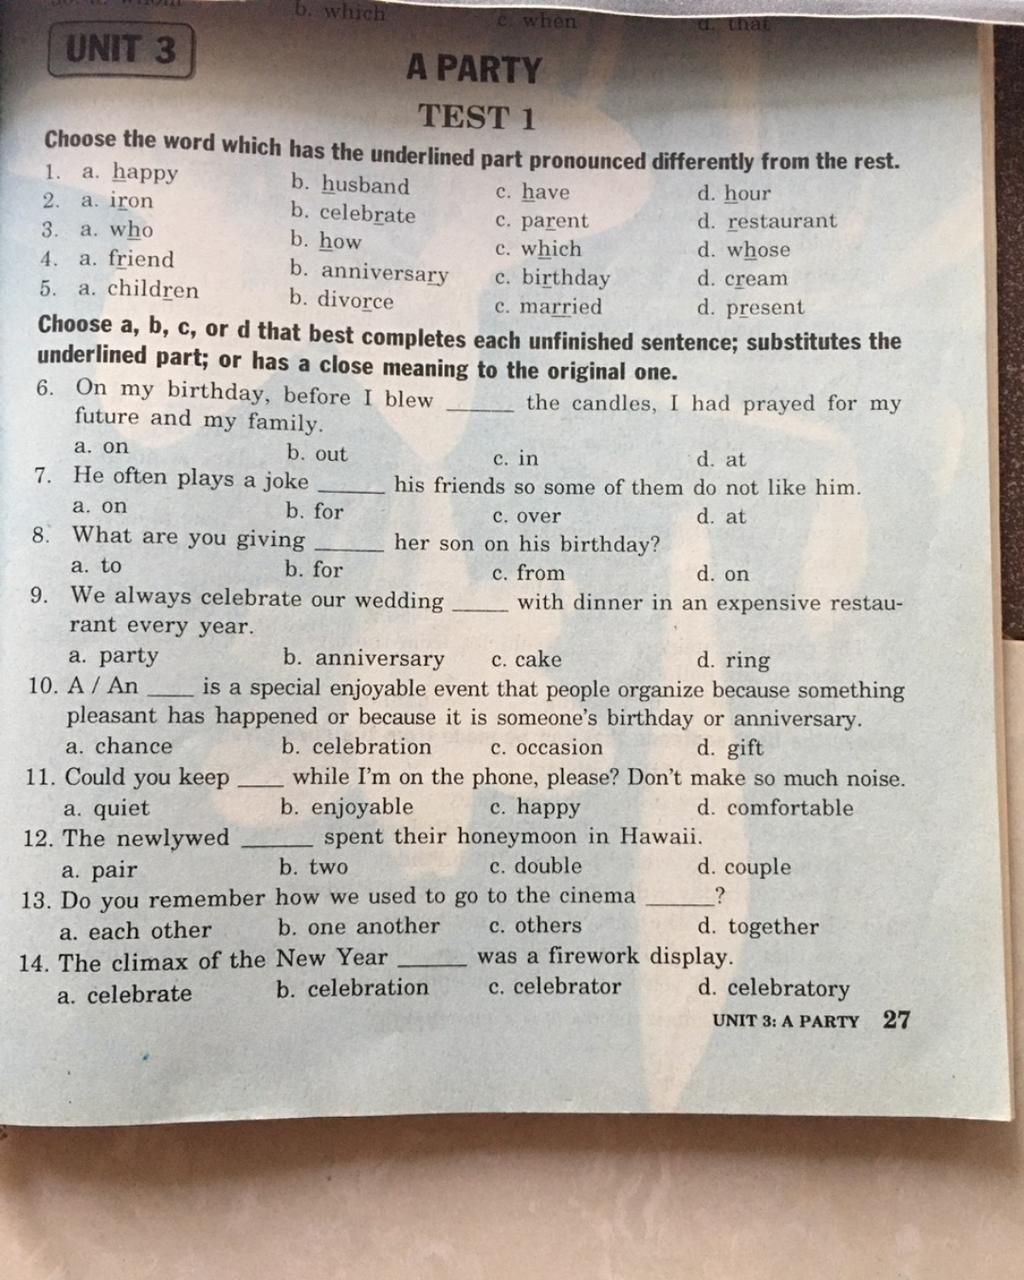 b. which c. when d. that
UNIT 3
A PARTY
TEST 1
Choose the word which has the underlined part pronounced differently from the rest.
1. a. happy b. husband c. have d. hour
2. a. iron b. celebrate c. parent d. restaurant
3. a. who b. how c. which d. whose
4. a. friend b. anniversary c. birthday d. cream
5. a. children b. divorce c. married d. present
Choose a, b, c, or d that best completes each unfinished sentence; substitutes the
underlined part; or has a close meaning to the original one.
6. On my birthday, before I blew _____ the candles, I had prayed for my
future and my family.
a. on b. out c. in d. at
7. He often plays a joke _____ his friends so some of them do not like him.
a. on b. for c. over d. at
8. What are you giving _____ her son on his birthday?
a. to b. for c. from d. on
9. We always celebrate our wedding _____ with dinner in an expensive restau-
rant every year.
a. party b. anniversary c. cake d. ring
10. A / An _____ is a special enjoyable event that people organize because something
pleasant has happened or because it is someone's birthday or anniversary.
a. chance b. celebration c. occasion d. gift
11. Could you keep _____ while I'm on the phone, please? Don't make so much noise.
a. quiet b. enjoyable c. happy d. comfortable
12. The newlywed _____ spent their honeymoon in Hawaii.
a. pair b. two c. double d. couple
13. Do you remember how we used to go to the cinema _____?
a. each other b. one another c. others d. together
14. The climax of the New Year _____ was a firework display.
a. celebrate b. celebration c. celebrator d. celebratory
UNIT 3: A PARTY 27